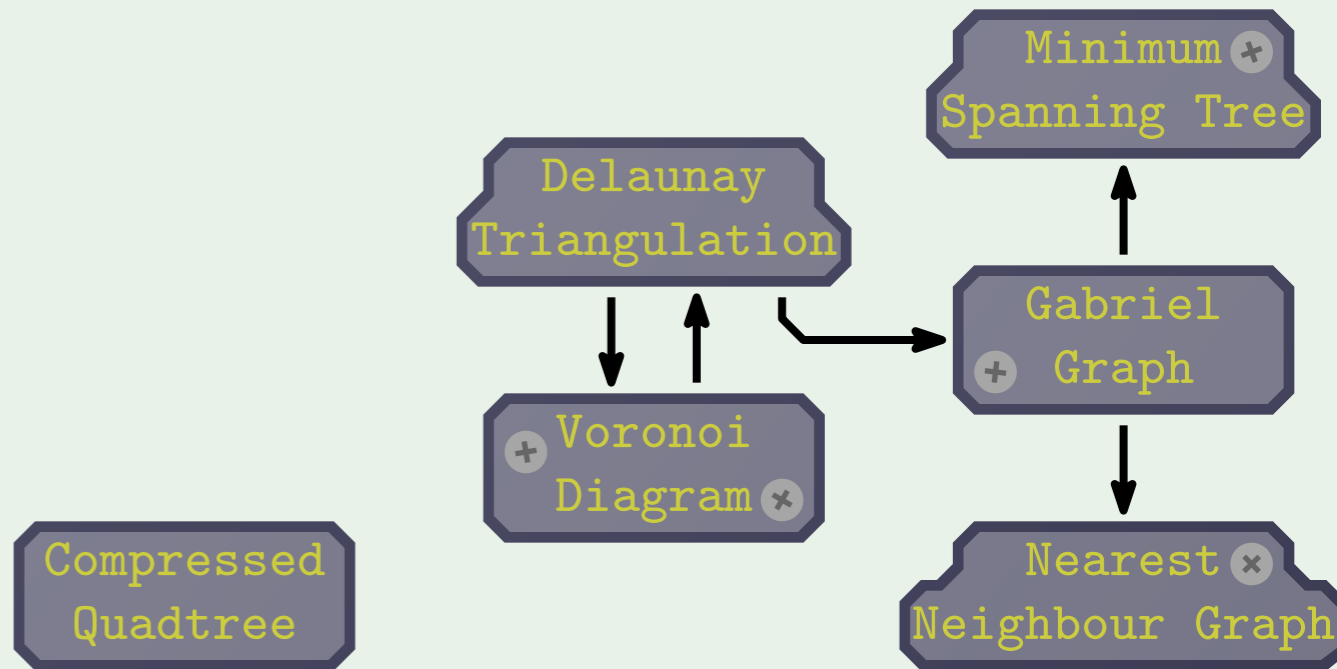 Minimum
Spanning Tree
Delaunay
Triangulation
Gabriel
Graph
Voronoi
Diagram
Compressed
Quadtree
Nearest
Neighbour Graph